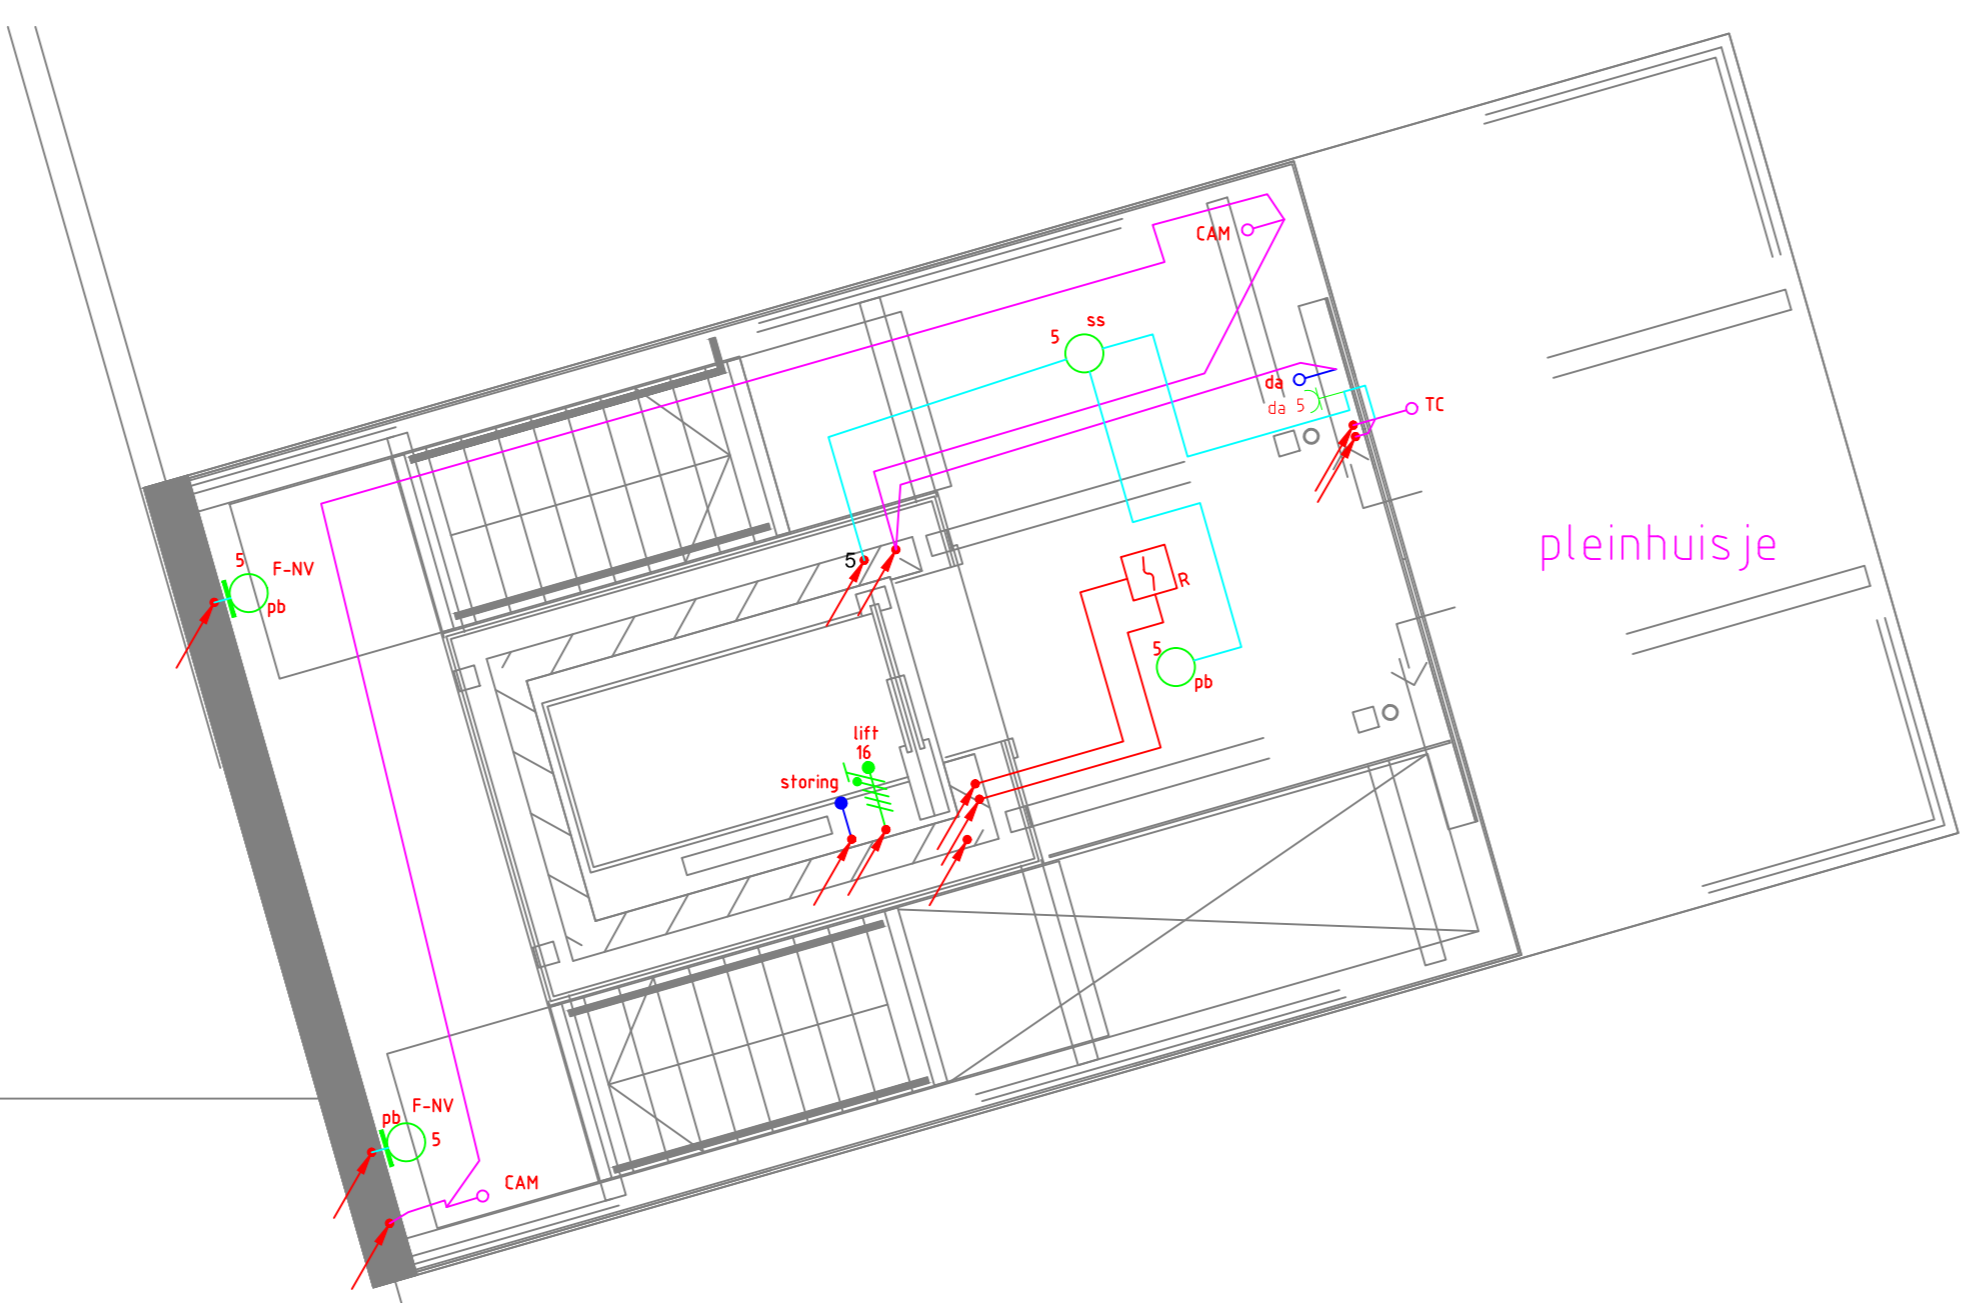 CAM
ss
5
da
da 5
TC
pleinhuisje
5
5
F-NV
pb
R
5
pb
lift
16
storing
F-NV
pb
5
CAM